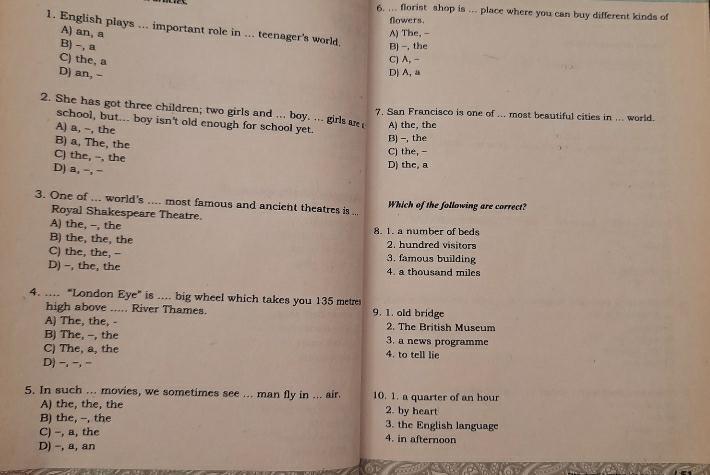 1. English plays ... important role in ... teenager's world.
A) an, a
B) –, a
C) the, a
D) an, –
2. She has got three children; two girls and ... boy. ... girls are
school, but... boy isn't old enough for school yet.
A) a, –, the
B) a, The, the
C) the, –, the
D) a, –, –
3. One of ... world's .... most famous and ancient theatres is ...
Royal Shakespeare Theatre.
A) the, –, the
B) the, the, the
C) the, the, –
D) –, the, the
4. .... "London Eye" is .... big wheel which takes you 135 metres
high above ..... River Thames.
A) The, the, -
B) The, –, the
C) The, a, the
D) –, –, –
5. In such ... movies, we sometimes see ... man fly in ... air.
A) the, the, the
B) the, –, the
C) –, a, the
D) –, a, an
6. ... florist shop is ... place where you can buy different kinds of
flowers.
A) The, –
B) –, the
C) A, –
D) A, a
7. San Francisco is one of ... most beautiful cities in ... world.
A) the, the
B) –, the
C) the, –
D) the, a
Which of the following are correct?
8. 1. a number of beds
2. hundred visitors
3. famous building
4. a thousand miles
9. 1. old bridge
2. The British Museum
3. a news programme
4. to tell lie
10. 1. a quarter of an hour
2. by heart
3. the English language
4. in afternoon